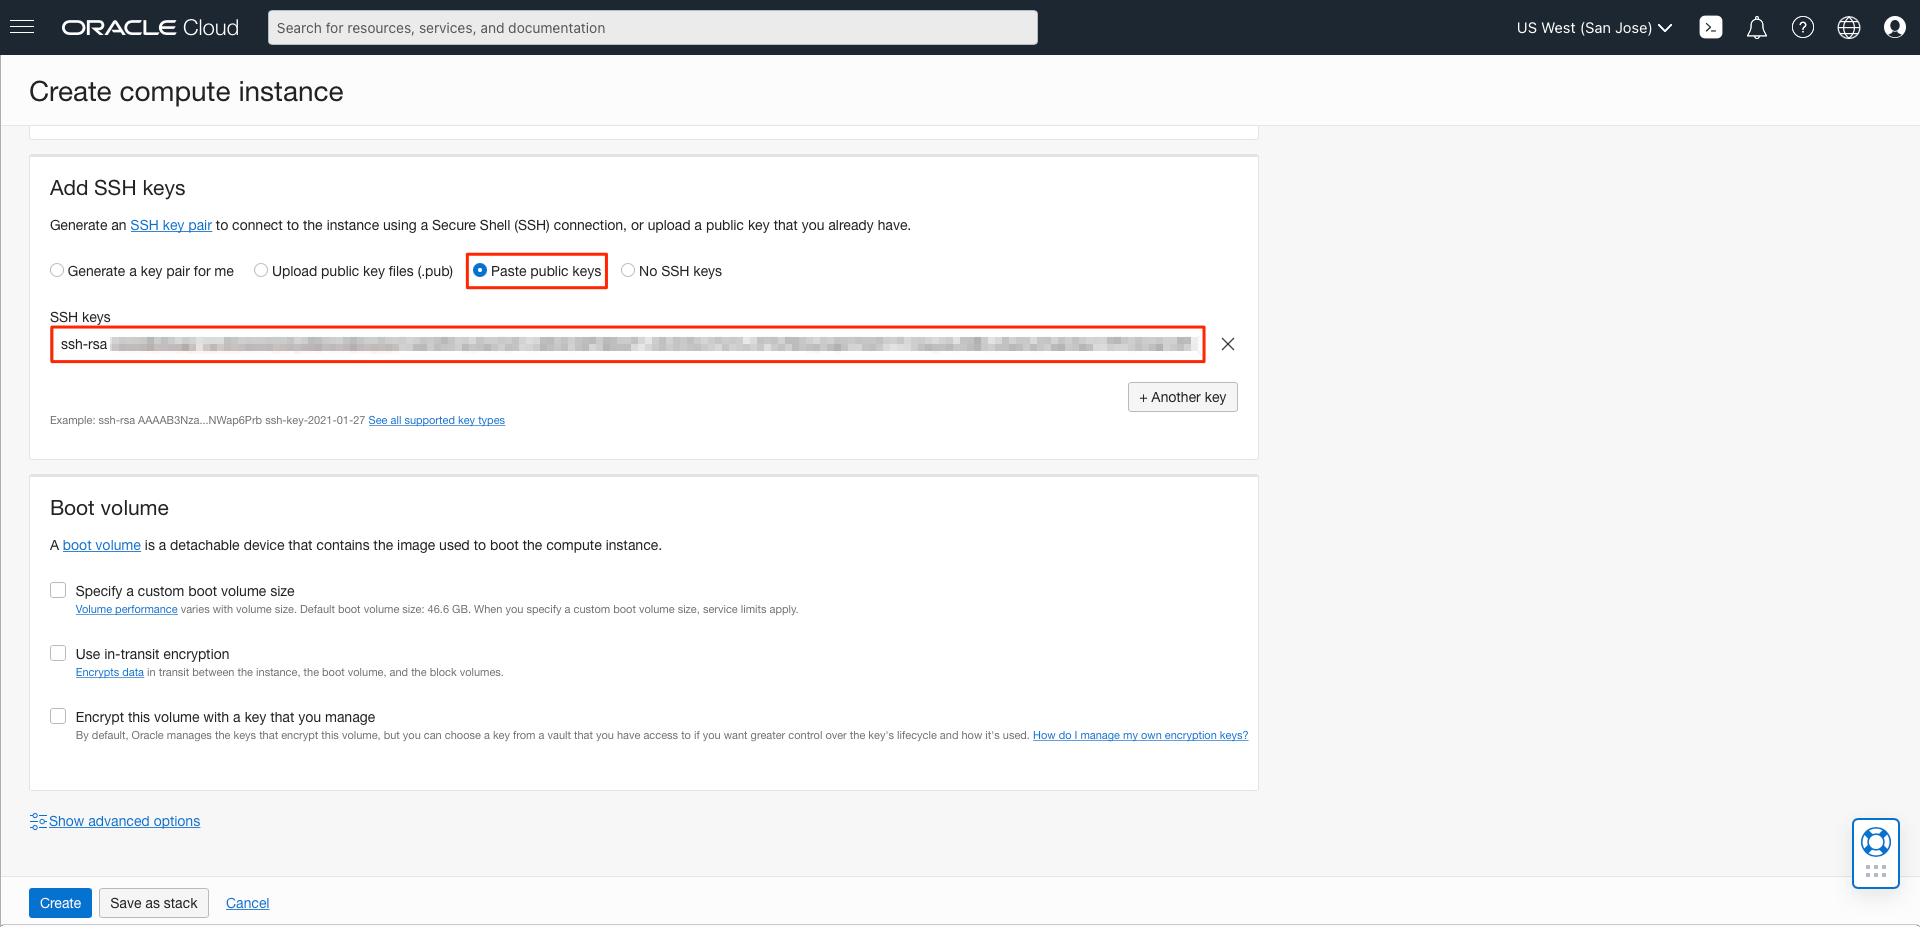 ORACLE Cloud
Search for resources, services, and documentation
US West (San Jose)
Create compute instance
Add SSH keys
Generate an SSH key pair to connect to the instance using a Secure Shell (SSH) connection, or upload a public key that you already have.
Generate a key pair for me Upload public key files (.pub) Paste public keys No SSH keys
SSH keys
ssh-rsa
+ Another key
Example: ssh-rsa AAAAB3Nza...NWap6Prb ssh-key-2021-01-27 See all supported key types
Boot volume
A boot volume is a detachable device that contains the image used to boot the compute instance.
Specify a custom boot volume size
Volume performance varies with volume size. Default boot volume size: 46.6 GB. When you specify a custom boot volume size, service limits apply.
Use in-transit encryption
Encrypts data in transit between the instance, the boot volume, and the block volumes.
Encrypt this volume with a key that you manage
By default, Oracle manages the keys that encrypt this volume, but you can choose a key from a vault that you have access to if you want greater control over the key's lifecycle and how it's used. How do I manage my own encryption keys?
Show advanced options
Create Save as stack Cancel